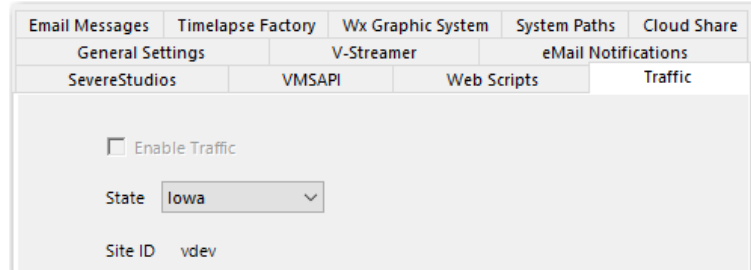 Email Messages Timelapse Factory Wx Graphic System System Paths Cloud Share
General Settings V-Streamer eMail Notifications
SevereStudios VMSAPI Web Scripts Traffic
Enable Traffic
State Iowa
Site ID vdev